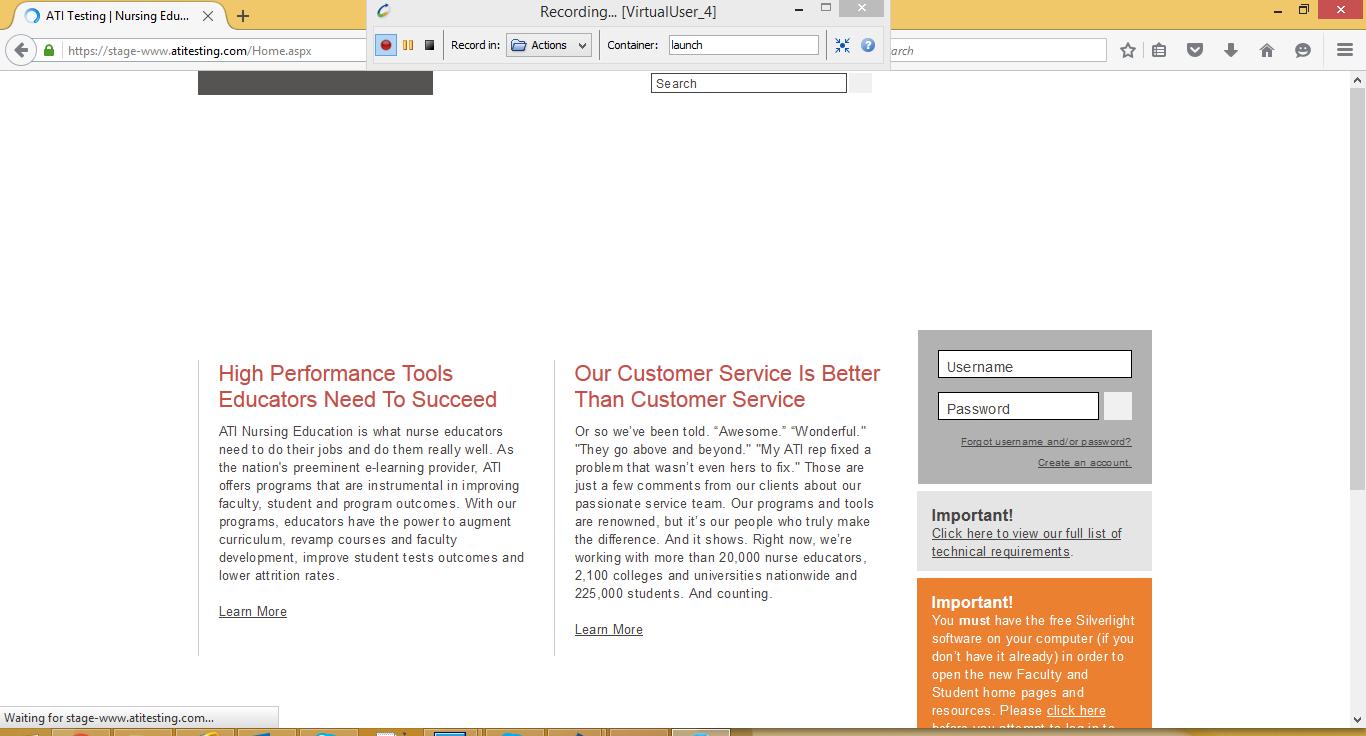 ATI Testing | Nursing Edu...
Recording... [VirtualUser_4]
https://stage-www.atitesting.com/Home.aspx
Record in:
Actions
Container:
launch
arch
Search
High Performance Tools
Educators Need To Succeed
ATI Nursing Education is what nurse educators
need to do their jobs and do them really well. As
the nation's preeminent e-learning provider, ATI
offers programs that are instrumental in improving
faculty, student and program outcomes. With our
programs, educators have the power to augment
curriculum, revamp courses and faculty
development, improve student tests outcomes and
lower attrition rates.
Learn More
Our Customer Service Is Better
Than Customer Service
Or so we’ve been told. “Awesome.” “Wonderful."
"They go above and beyond." "My ATI rep fixed a
problem that wasn’t even hers to fix." Those are
just a few comments from our clients about our
passionate service team. Our programs and tools
are renowned, but it’s our people who truly make
the difference. And it shows. Right now, we’re
working with more than 20,000 nurse educators,
2,100 colleges and universities nationwide and
225,000 students. And counting.
Learn More
Username
Password
Forgot username and/or password?
Create an account.
Important!
Click here to view our full list of
technical requirements.
Important!
You must have the free Silverlight
software on your computer (if you
don’t have it already) in order to
open the new Faculty and
Student home pages and
resources. Please click here
before you attempt to log in to
Waiting for stage-www.atitesting.com...